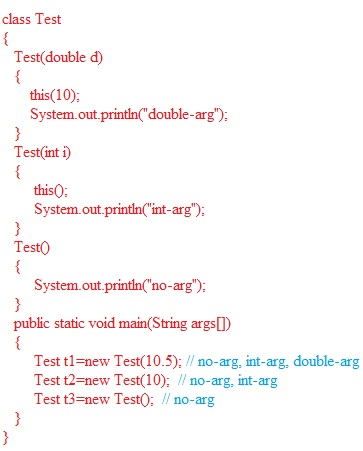 class Test
{
Test(double d)
{
this(10);
System.out.println("double-arg");
}
Test(int i)
{
this();
System.out.println("int-arg");
}
Test()
{
System.out.println("no-arg");
}
public static void main(String args[])
{
Test t1=new Test(10.5); // no-arg, int-arg, double-arg
Test t2=new Test(10); // no-arg, int-arg
Test t3=new Test(); // no-arg
}
}